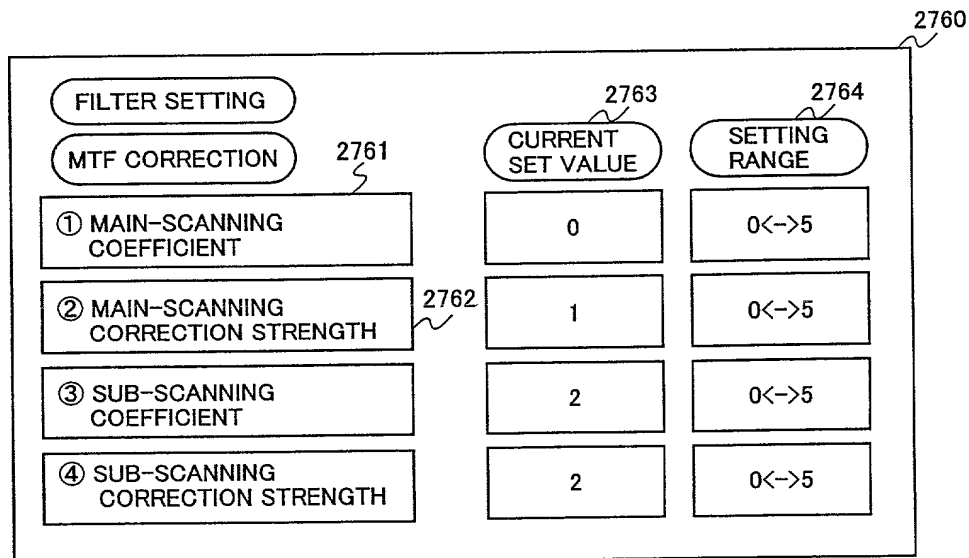 2760
FILTER SETTING
MTF CORRECTION
2761
2763
CURRENT
SET VALUE
2764
SETTING
RANGE
① MAIN-SCANNING
COEFFICIENT
0
0<->5
② MAIN-SCANNING
CORRECTION STRENGTH
2762
1
0<->5
③ SUB-SCANNING
COEFFICIENT
2
0<->5
④ SUB-SCANNING
CORRECTION STRENGTH
2
0<->5